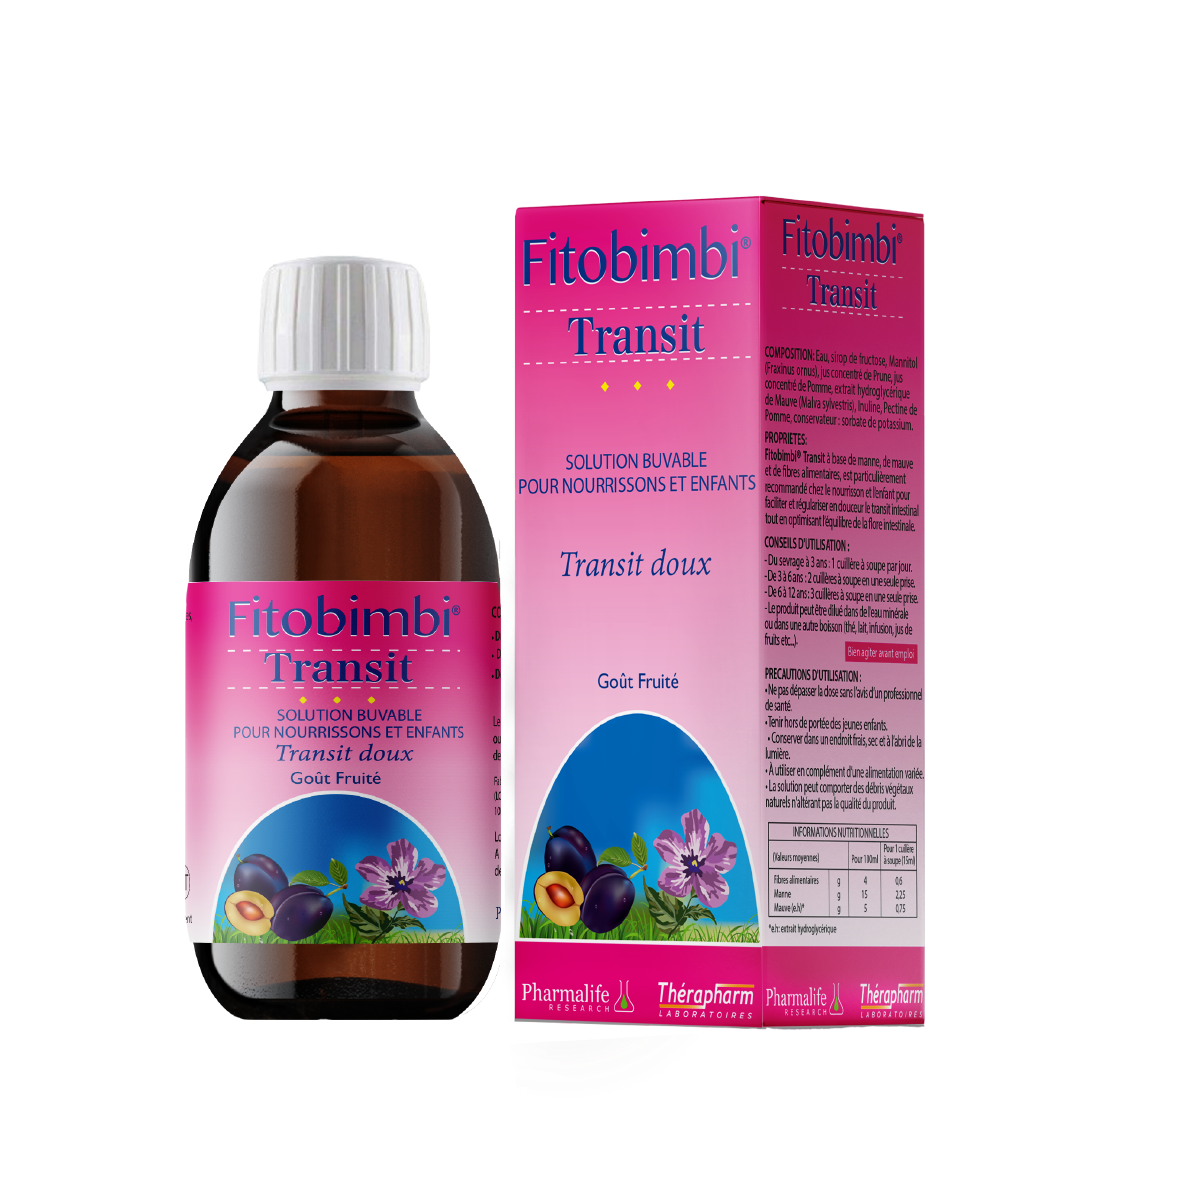 Fitobimbi®
Transit
SOLUTION BUVABLE
POUR NOURRISSONS ET ENFANTS
Transit doux
Goût Fruité
Fitobimbi®
Transit
SOLUTION BUVABLE
POUR NOURRISSONS ET ENFANTS
Transit doux
Goût Fruité
Pharmalife
RESEARCH
Thérapharm
LABORATOIRES
Fitobimbi®
Transit
COMPOSITION: Eau, sirop de fructose, Mannitol
(Fraxinus ornus), jus concentré de Prune, jus
concentré de Pomme, extrait hydroglycérique
de Mauve (Malva sylvestris), Inuline, Pectine de
Pomme, conservateur : sorbate de potassium.
PROPRIETES:
Fitobimbi® Transit à base de manne, de mauve
et de fibres alimentaires, est particulièrement
recommandé chez le nourrisson et l'enfant pour
faciliter et régulariser en douceur le transit intestinal
tout en optimisant l'équilibre de la flore intestinale.
CONSEILS D'UTILISATION :
- Du sevrage à 3 ans : 1 cuillère à soupe par jour.
- De 3 à 6 ans : 2 cuillères à soupe en une seule prise.
- De 6 à 12 ans : 3 cuillères à soupe en une seule prise.
- Le produit peut être dilué dans de l'eau minérale
ou dans une autre boisson (thé, lait, infusion, jus de
fruits etc...)-
Bien agiter avant emploi
PRECAUTIONS D'UTILISATION :
• Ne pas dépasser la dose sans l'avis d'un professionnel
de santé.
• Tenir hors de portée des jeunes enfants.
• Conserver dans un endroit frais, sec et à l'abri de la
lumière.
• À utiliser en complément d'une alimentation variée.
• La solution peut comporter des débris végétaux
naturels n'altérant pas la qualité du produit.
INFORMATIONS NUTRITIONNELLES
(Valeurs moyennes) Pour 100ml Pour 1 cuillère
à soupe (15ml)
Fibres alimentaires g 4 0,6
Manne g 15 2,25
Mauve (e.h)* g 5 0,75
*e.h: extrait hydroglycérique
Pharmalife
RESEARCH
Thérapharm
LABORATOIRES